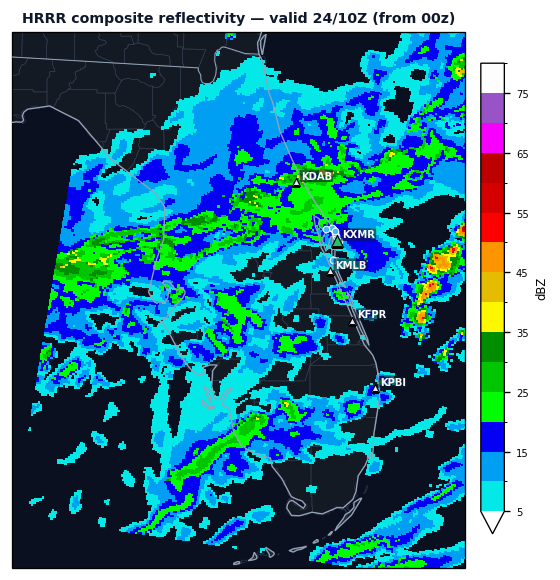 HRRR composite reflectivity — valid 24/10Z (from 00z)
KDAB
KXMR
KMLB
KFPR
KPBI
75
65
55
45
35
25
15
5
dBZ